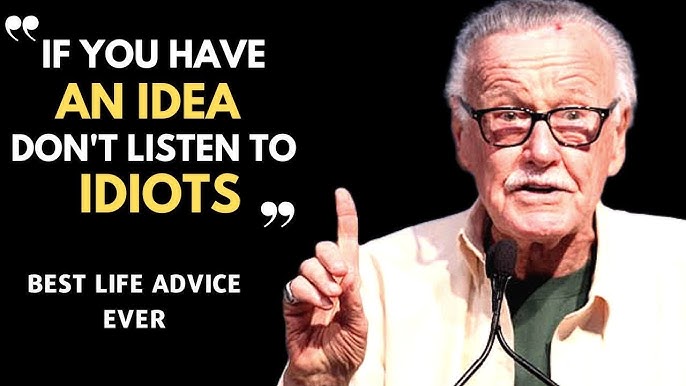 ❞ IF YOU HAVE
AN IDEA
DON'T LISTEN TO
IDIOTS ❞
BEST LIFE ADVICE
EVER